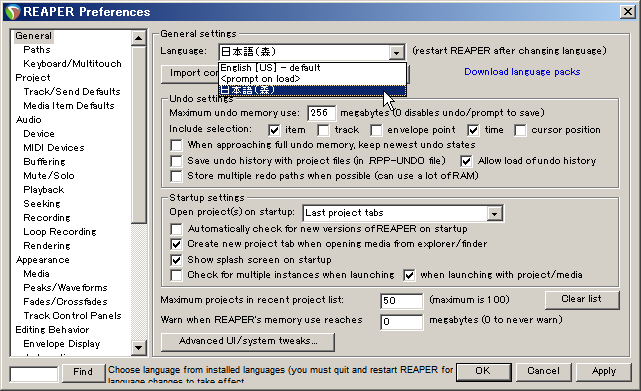 REAPER Preferences
General
Paths
Keyboard/Multitouch
Project
Track/Send Defaults
Media Item Defaults
Audio
Device
MIDI Devices
Buffering
Mute/Solo
Playback
Seeking
Recording
Loop Recording
Rendering
Appearance
Media
Peaks/Waveforms
Fades/Crossfades
Track Control Panels
Editing Behavior
Envelope Display
General settings
Language: 日本語(森) (restart REAPER after changing language)
English [US] - default
<prompt on load>
日本語(森)
Import Download language packs
Undo settings
Maximum undo memory use: 256 megabytes (0 disables undo/prompt to save)
Include selection: item track envelope point time cursor position
When approaching full undo memory, keep newest undo states
Save undo history with project files (in .RPP-UNDO file) Allow load of undo history
Store multiple redo paths when possible (can use a lot of RAM)
Startup settings
Open project(s) on startup: Last project tabs
Automatically check for new versions of REAPER on startup
Create new project tab when opening media from explorer/finder
Show splash screen on startup
Check for multiple instances when launching when launching with project/media
Maximum projects in recent project list: 50 (maximum is 100) Clear list
Warn when REAPER's memory use reaches 0 megabytes (0 to never warn)
Advanced UI/system tweaks...
Find Choose language from installed languages (you must quit and restart REAPER for
language changes to take effect
OK Cancel Apply